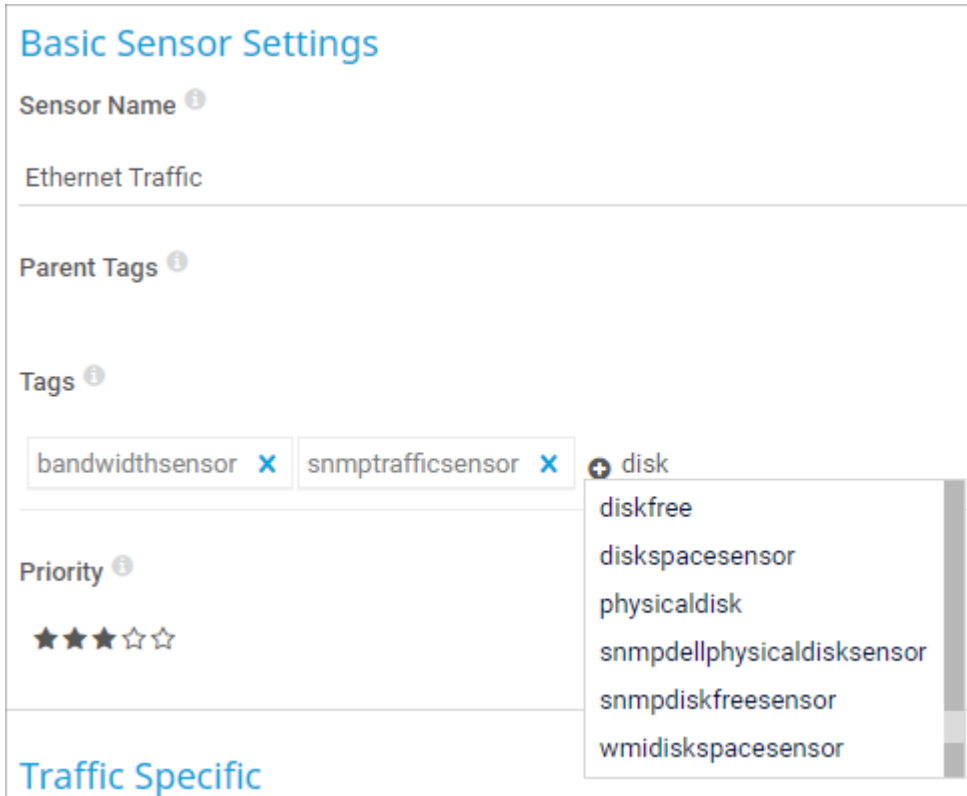 Basic Sensor Settings
Sensor Name
Ethernet Traffic
Parent Tags
Tags
bandwidthsensor snmptrafficsensor disk
diskfree
diskspacesensor
physicaldisk
snmpdellphysicaldisksensor
snmpdiskfreesensor
wmidiskspacesensor
Priority
Traffic Specific